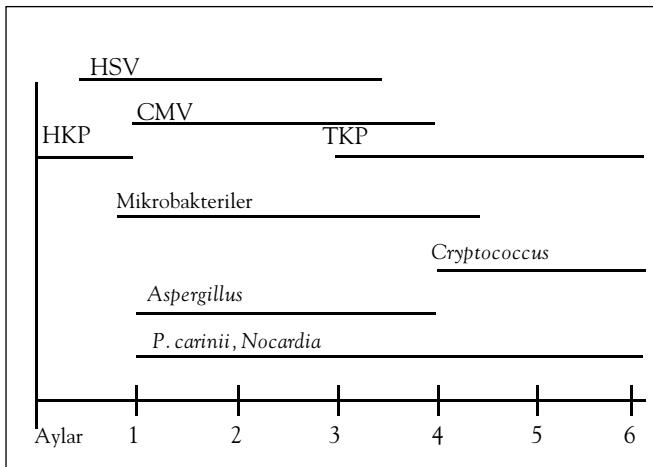 HSV
CMV
HKP TKP
Mikrobakteriler
Cryptococcus
Aspergillus
P. carinii, Nocardia
Aylar 1 2 3 4 5 6